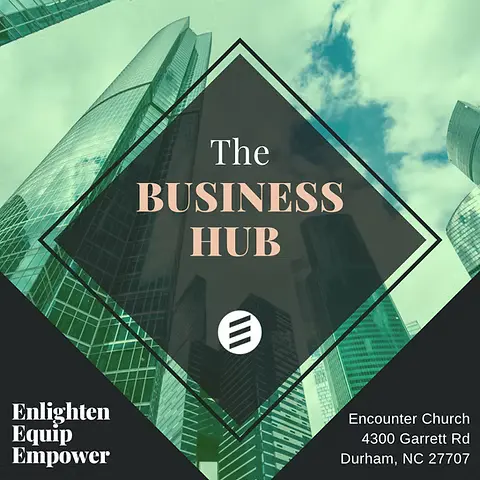 The
BUSINESS
HUB
Enlighten
Equip
Empower
Encounter Church
4300 Garrett Rd
Durham, NC 27707